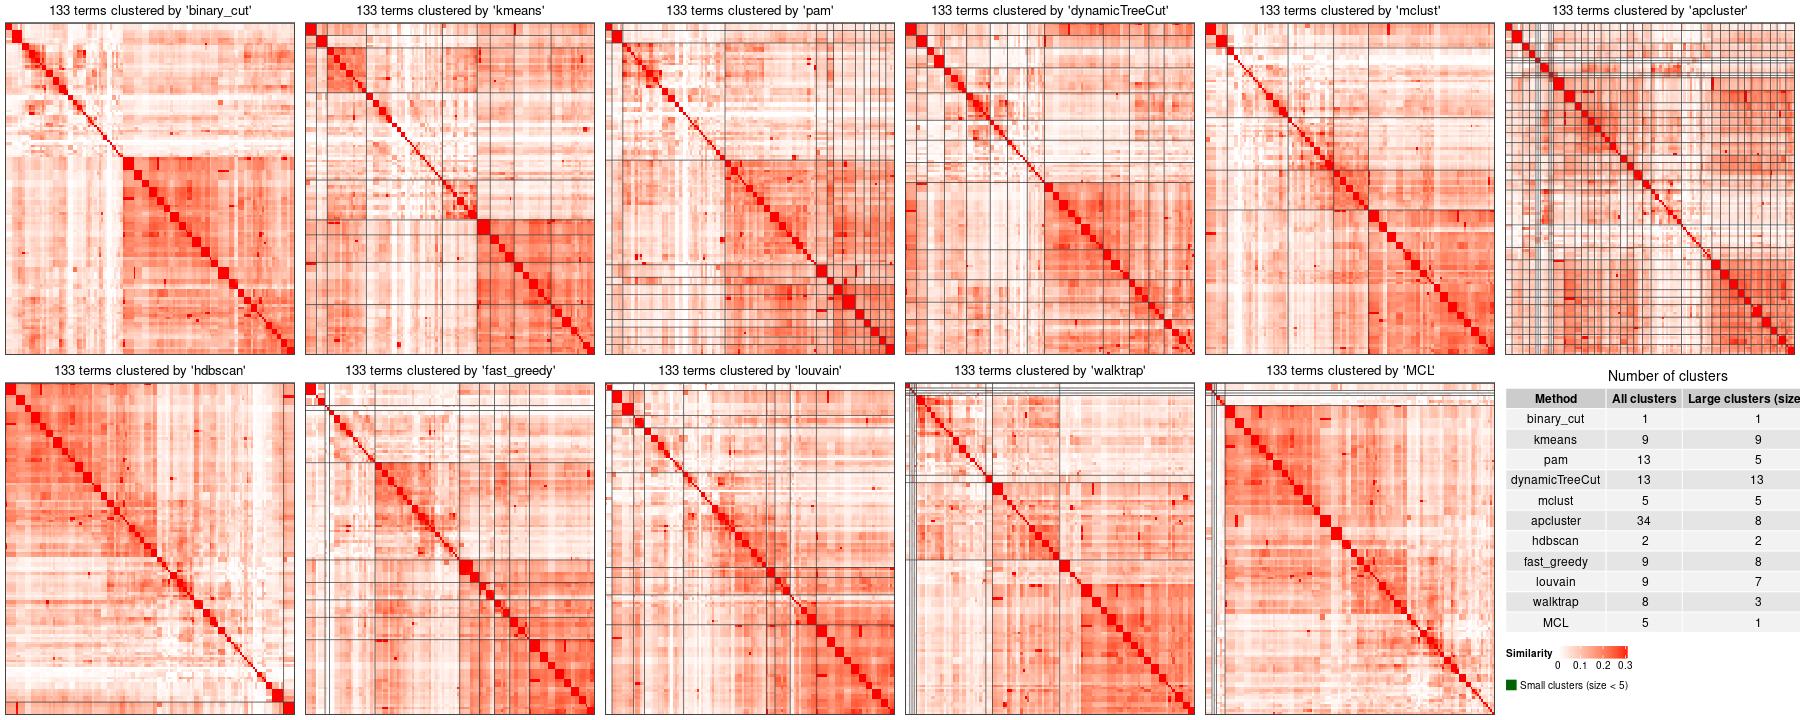 133 terms clustered by 'binary_cut'
133 terms clustered by 'kmeans'
133 terms clustered by 'pam'
133 terms clustered by 'dynamicTreeCut'
133 terms clustered by 'mclust'
133 terms clustered by 'apcluster'
133 terms clustered by 'hdbscan'
133 terms clustered by 'fast_greedy'
133 terms clustered by 'louvain'
133 terms clustered by 'walktrap'
133 terms clustered by 'MCL'
Number of clusters
Method All clusters Large clusters (size
binary_cut 1 1
kmeans 9 9
pam 13 5
dynamicTreeCut 13 13
mclust 5 5
apcluster 34 8
hdbscan 2 2
fast_greedy 9 8
louvain 9 7
walktrap 8 3
MCL 5 1
Similarity
0 0.1 0.2 0.3
Small clusters (size < 5)